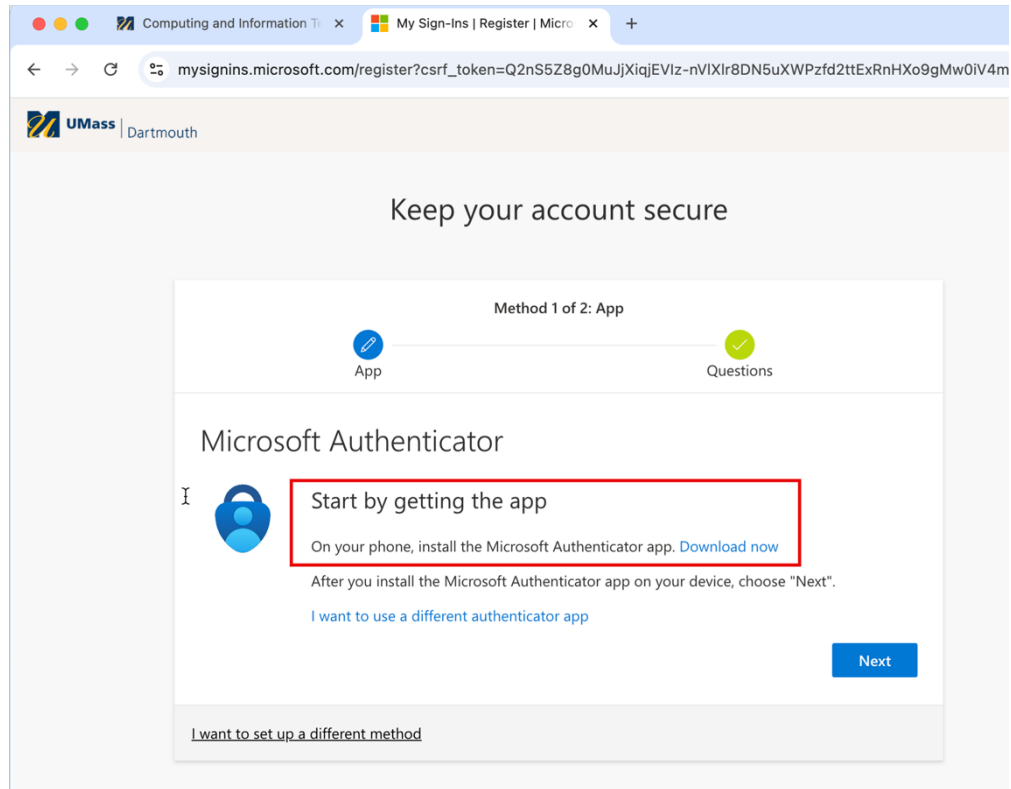 Computing and Information Te
My Sign-Ins | Register | Micro
mysignins.microsoft.com/register?csrf_token=Q2nS5Z8g0MuJjXiqjEVIz-nVlXlr8DN5uXWPzfd2ttExRnHXo9gMw0iV4m
UMass | Dartmouth
Keep your account secure
Method 1 of 2: App
App
Questions
Microsoft Authenticator
Start by getting the app
On your phone, install the Microsoft Authenticator app. Download now
After you install the Microsoft Authenticator app on your device, choose "Next".
I want to use a different authenticator app
Next
I want to set up a different method